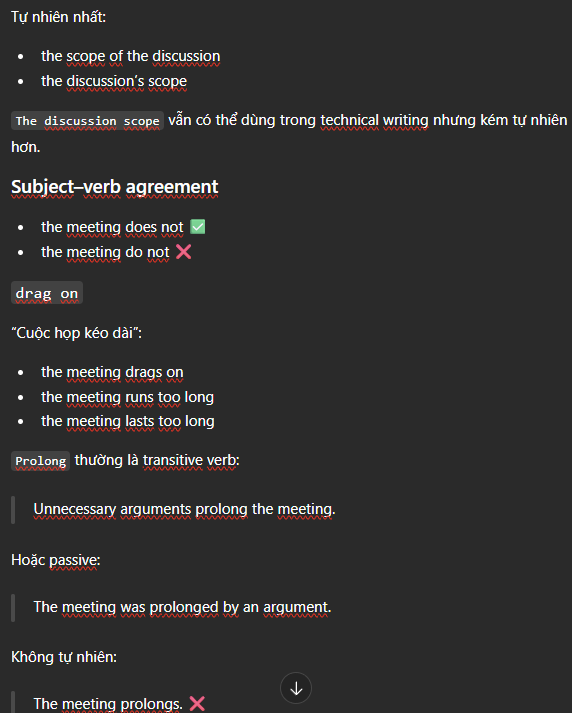 Tự nhiên nhất:
the scope of the discussion
the discussion’s scope
The discussion scope vẫn có thể dùng trong technical writing nhưng kém tự nhiên
hơn.
Subject–verb agreement
the meeting does not ✅
the meeting do not ❌
drag on
“Cuộc họp kéo dài”:
the meeting drags on
the meeting runs too long
the meeting lasts too long
Prolong thường là transitive verb:
Unnecessary arguments prolong the meeting.
Hoặc passive:
The meeting was prolonged by an argument.
Không tự nhiên:
The meeting prolongs. ❌